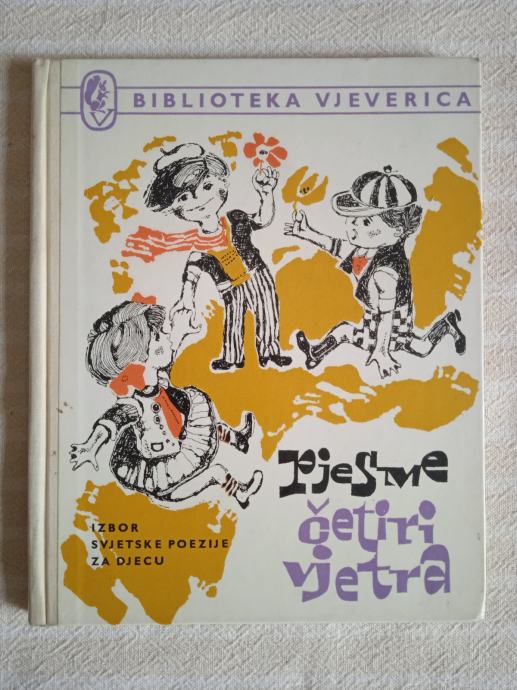 BIBLIOTEKA VJEVERICA
pjesme
četiri
vjetra
IZBOR
SVJETSKE POEZIJE
ZA DJECU